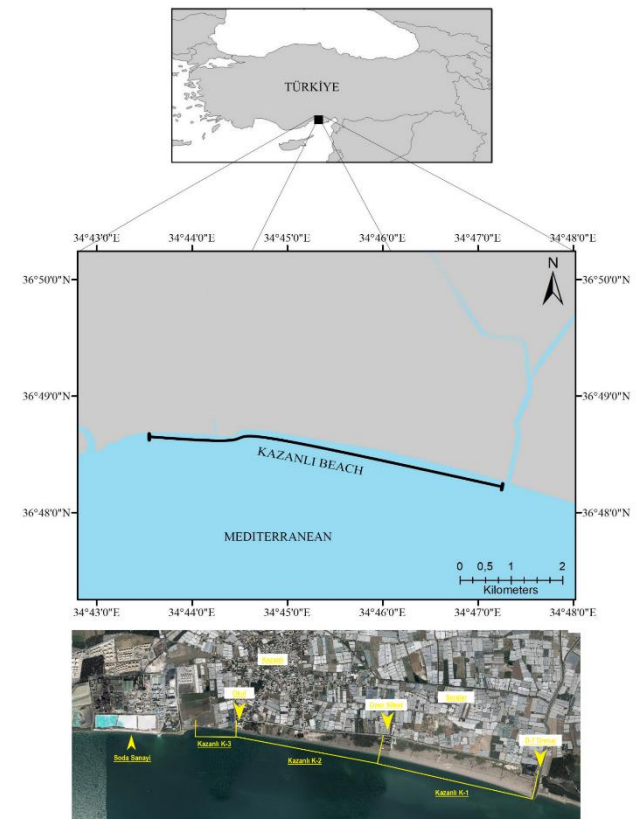 TÜRKİYE
34°43'0"E 34°44'0"E 34°45'0"E 34°46'0"E 34°47'0"E 34°48'0"E
36°50'0"N 36°50'0"N
N
36°49'0"N 36°49'0"N
KAZANLI BEACH
36°48'0"N 36°48'0"N
MEDITERRANEAN
0 0,5 1 2
Kilometers
34°43'0"E 34°44'0"E 34°45'0"E 34°46'0"E 34°47'0"E 34°48'0"E
Kazanlı
Soda Sanayi
Kazanlı K-3
Kazanlı K-2
Kazanlı K-1